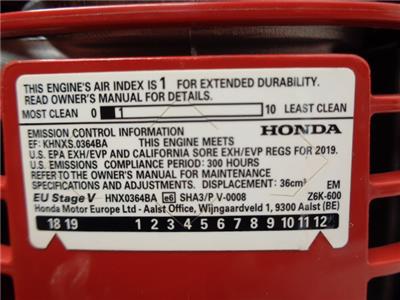 THIS ENGINE'S AIR INDEX IS 1 FOR EXTENDED DURABILITY.
READ OWNER'S MANUAL FOR DETAILS.
MOST CLEAN 0 1 10 LEAST CLEAN
EMISSION CONTROL INFORMATION HONDA
EF: KHNXS.0364BA THIS ENGINE MEETS
U.S. EPA EXH/EVP AND CALIFORNIA SORE EXH/EVP REGS FOR 2019.
U.S. EMISSIONS COMPLIANCE PERIOD: 300 HOURS
REFER TO THE OWNER'S MANUAL FOR MAINTENANCE
SPECIFICATIONS AND ADJUSTMENTS. DISPLACEMENT: 36cm³ EM
EU Stage V HNX0364BA e6 SHA3/P V-0008 Z6K-600
Honda Motor Europe Ltd - Aalst Office, Wijngaardveld 1, 9300 Aalst (BE)
18 19 1 2 3 4 5 6 7 8 9 10 11 12